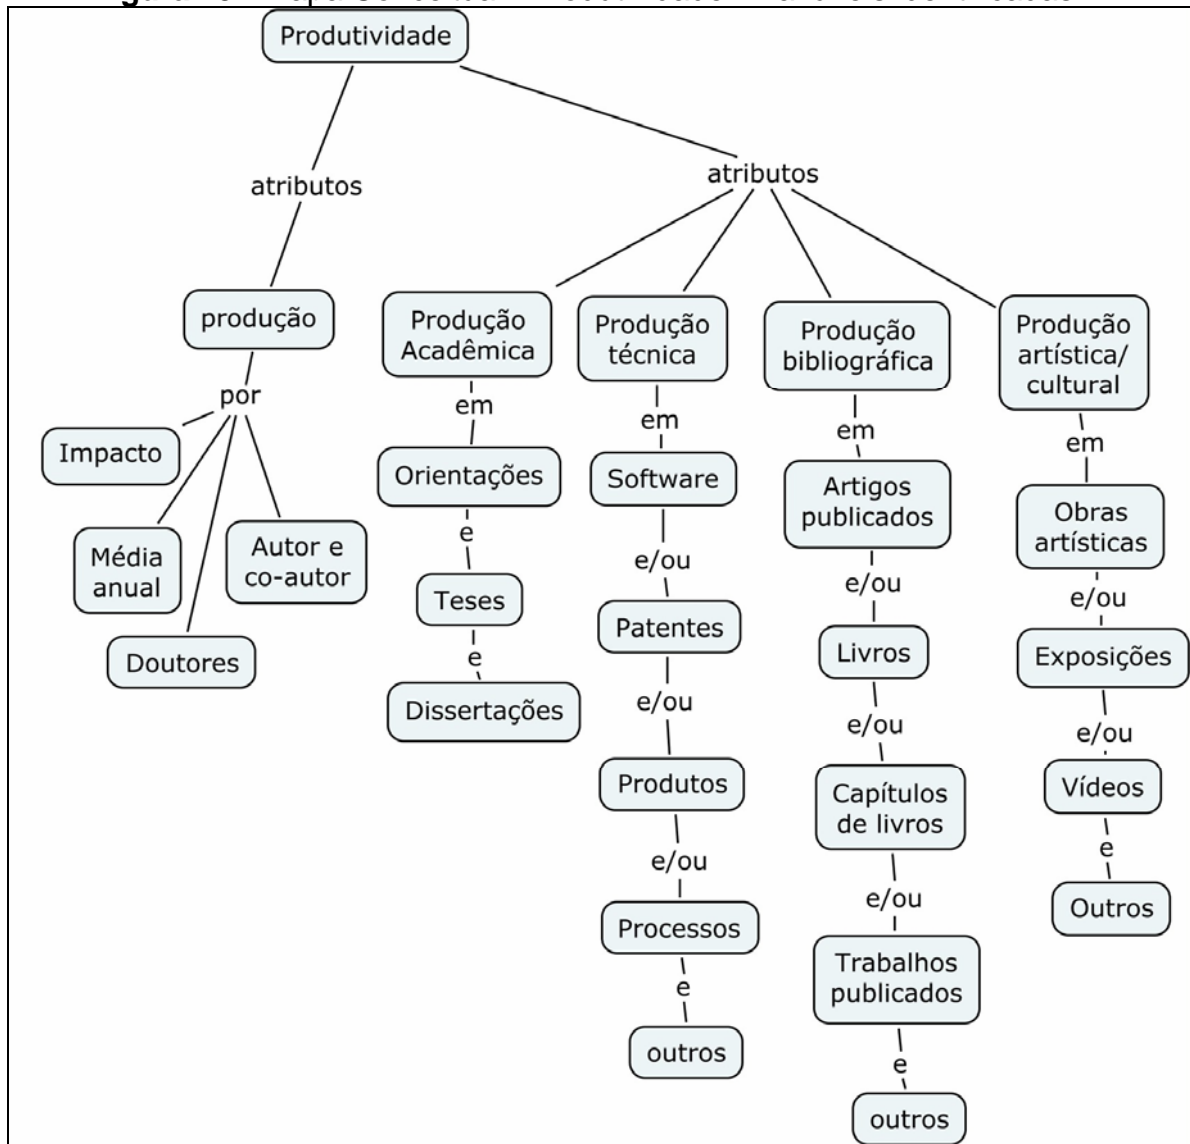 Produtividade
atributos
atributos
produção
por
Impacto
Média
anual
Autor e
co-autor
Doutores
Produção
Acadêmica
em
Orientações
e
Teses
e
Dissertações
Produção
técnica
em
Software
e/ou
Patentes
e/ou
Produtos
e/ou
Processos
e
outros
Produção
bibliográfica
em
Artigos
publicados
e/ou
Livros
e/ou
Capítulos
de livros
e/ou
Trabalhos
publicados
e
outros
Produção
artística/
cultural
em
Obras
artísticas
e/ou
Exposições
e/ou
Vídeos
e
Outros